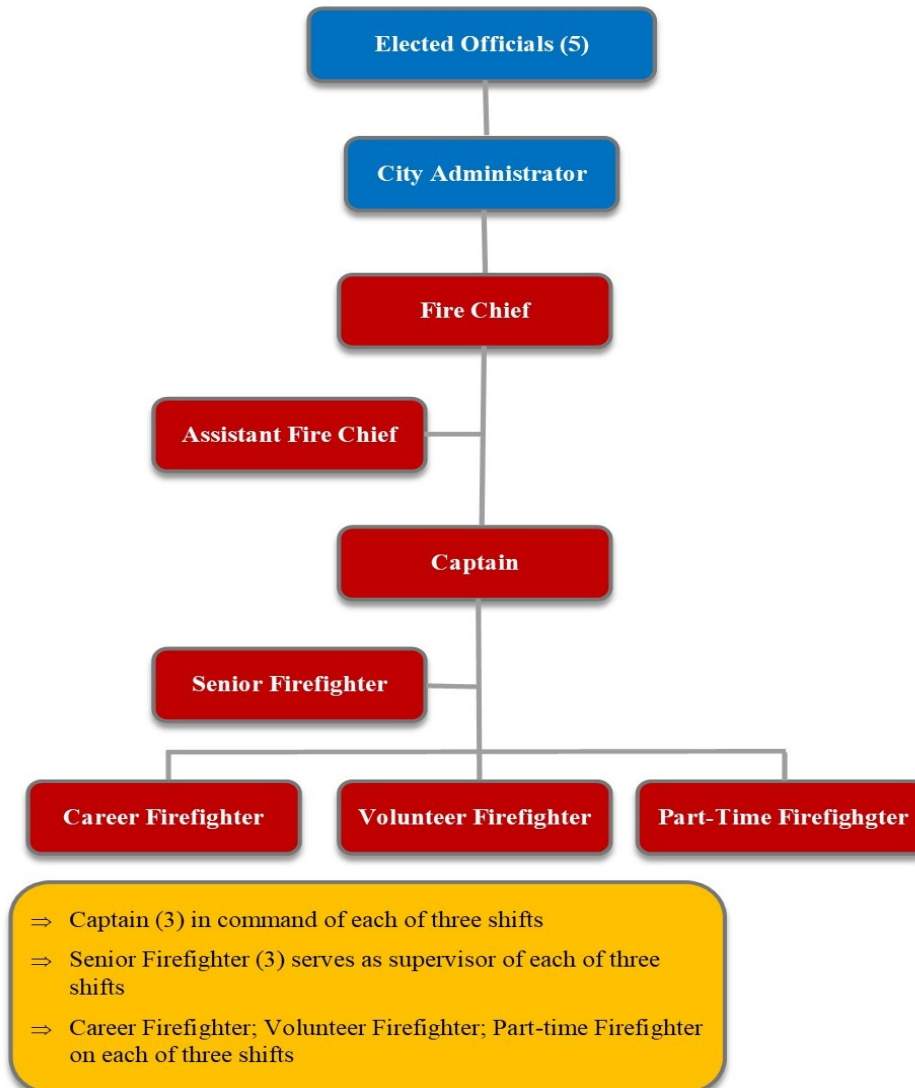 Elected Officials (5)
City Administrator
Fire Chief
Assistant Fire Chief
Captain
Senior Firefighter
Career Firefighter
Volunteer Firefighter
Part-Time Firefighgter
⇒ Captain (3) in command of each of three shifts
⇒ Senior Firefighter (3) serves as supervisor of each of three
shifts
⇒ Career Firefighter; Volunteer Firefighter; Part-time Firefighter
on each of three shifts